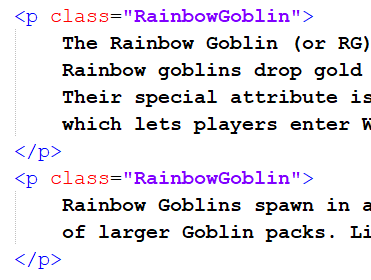 <p class="RainbowGoblin">
The Rainbow Goblin (or RG)
Rainbow goblins drop gold
Their special attribute is
which lets players enter W
</p>
<p class="RainbowGoblin">
Rainbow Goblins spawn in a
of larger Goblin packs. Li
</p>